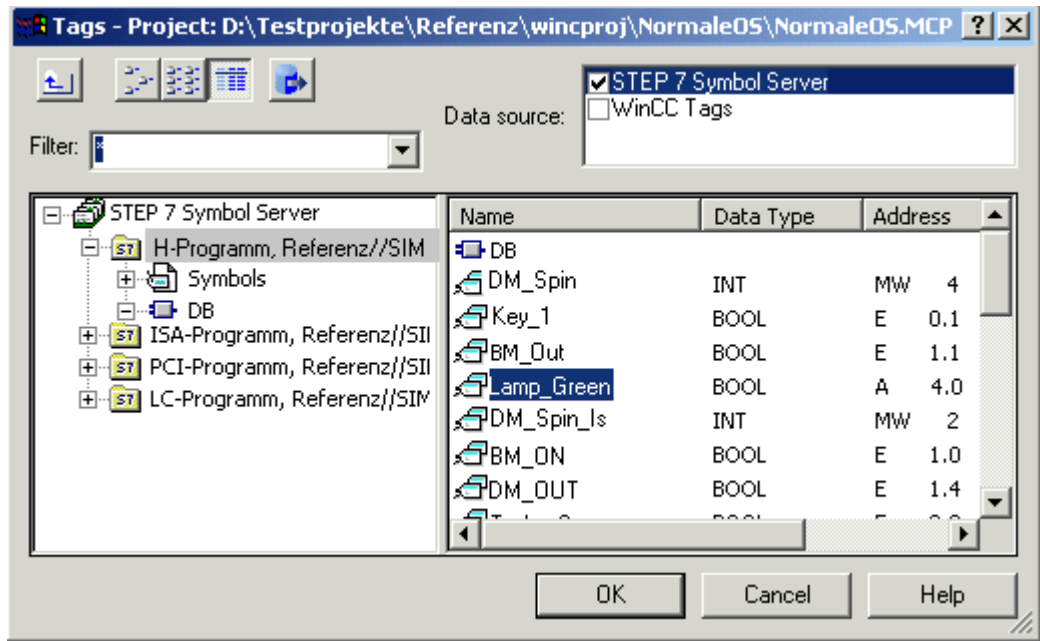 Tags - Project: D:\Testprojekte\Referenz\wincproj\NormaleOS\NormaleOS.MCP
Data source:
STEP 7 Symbol Server
WinCC Tags
Filter: *
STEP 7 Symbol Server
H-Programm, Referenz//SIM
Symbols
DB
ISA-Programm, Referenz//SI
PCI-Programm, Referenz//SI
LC-Programm, Referenz//SIM
Name Data Type Address
DB
DM_Spin INT MW 4
Key_1 BOOL E 0.1
BM_Out BOOL E 1.1
Lamp_Green BOOL A 4.0
DM_Spin_Is INT MW 2
BM_ON BOOL E 1.0
DM_OUT BOOL E 1.4
OK Cancel Help